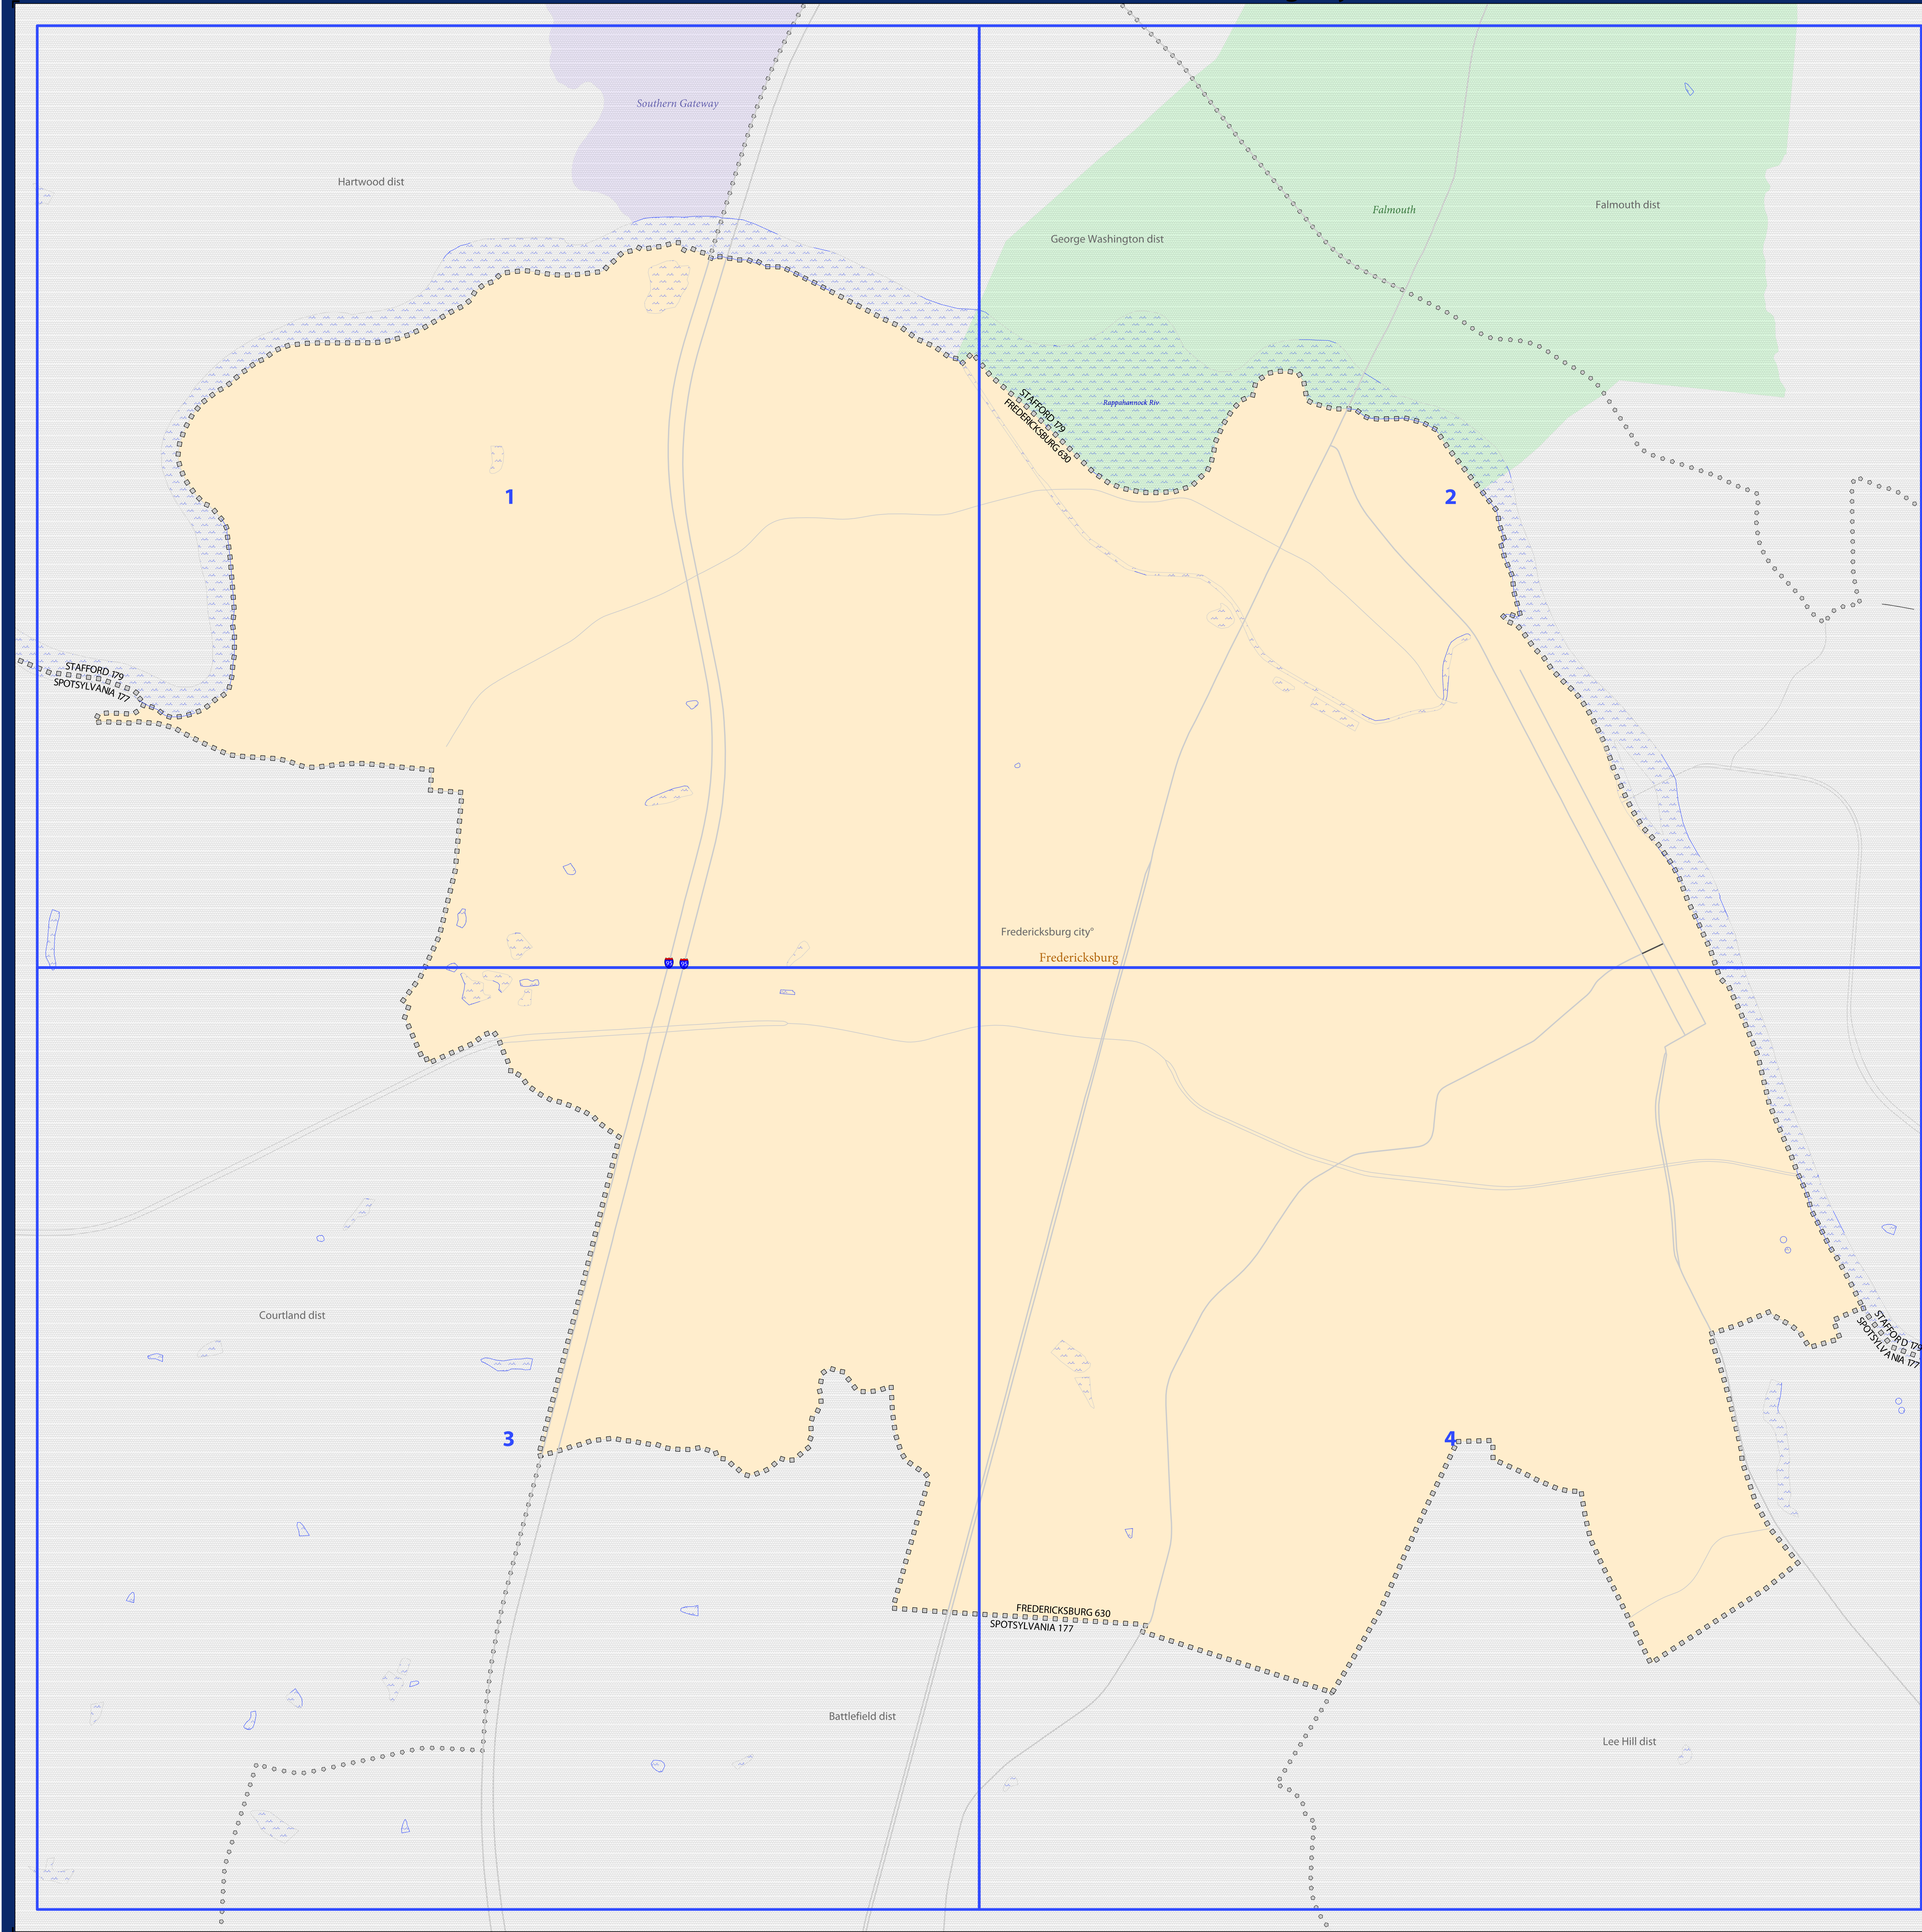 Southern Gateway
Hartwood dist
Falmouth
Falmouth dist
George Washington dist
STAFFORD 179
FREDERICKSBURG 630
Rappahannock Riv
1
2
STAFFORD 179
SPOTSYLVANIA 177
Fredericksburg city°
Fredericksburg
95
95
Courtland dist
STAFFORD 179
SPOTSYLVANIA 177
3
4
FREDERICKSBURG 630
SPOTSYLVANIA 177
Battlefield dist
Lee Hill dist